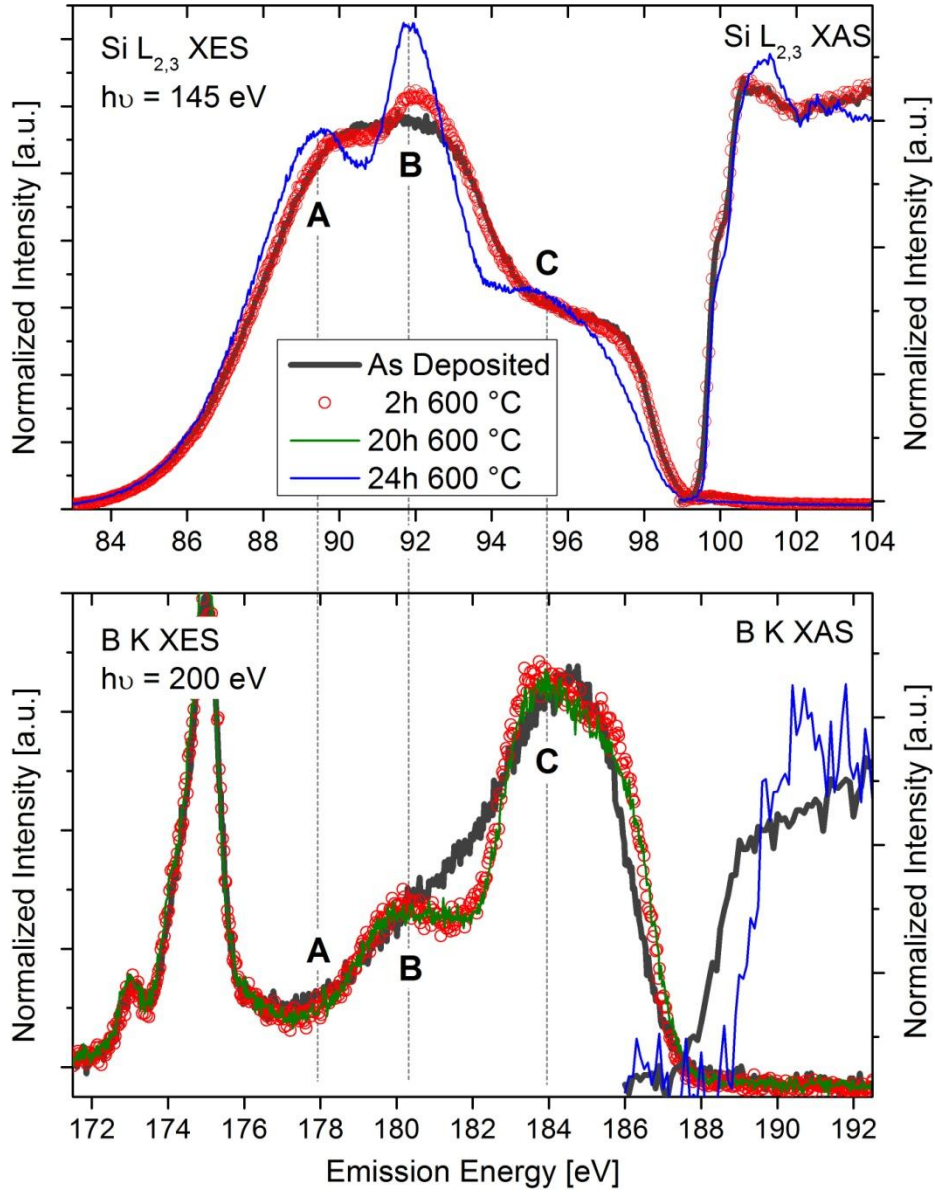 Si L2,3 XES
hυ = 145 eV
Si L2,3 XAS
Normalized Intensity [a.u.]
Normalized Intensity [a.u.]
A
B
C
As Deposited
2h 600 °C
20h 600 °C
24h 600 °C
84 86 88 90 92 94 96 98 100 102 104
B K XES
hυ = 200 eV
B K XAS
Normalized Intensity [a.u.]
Normalized Intensity [a.u.]
A
B
C
172 174 176 178 180 182 184 186 188 190 192
Emission Energy [eV]